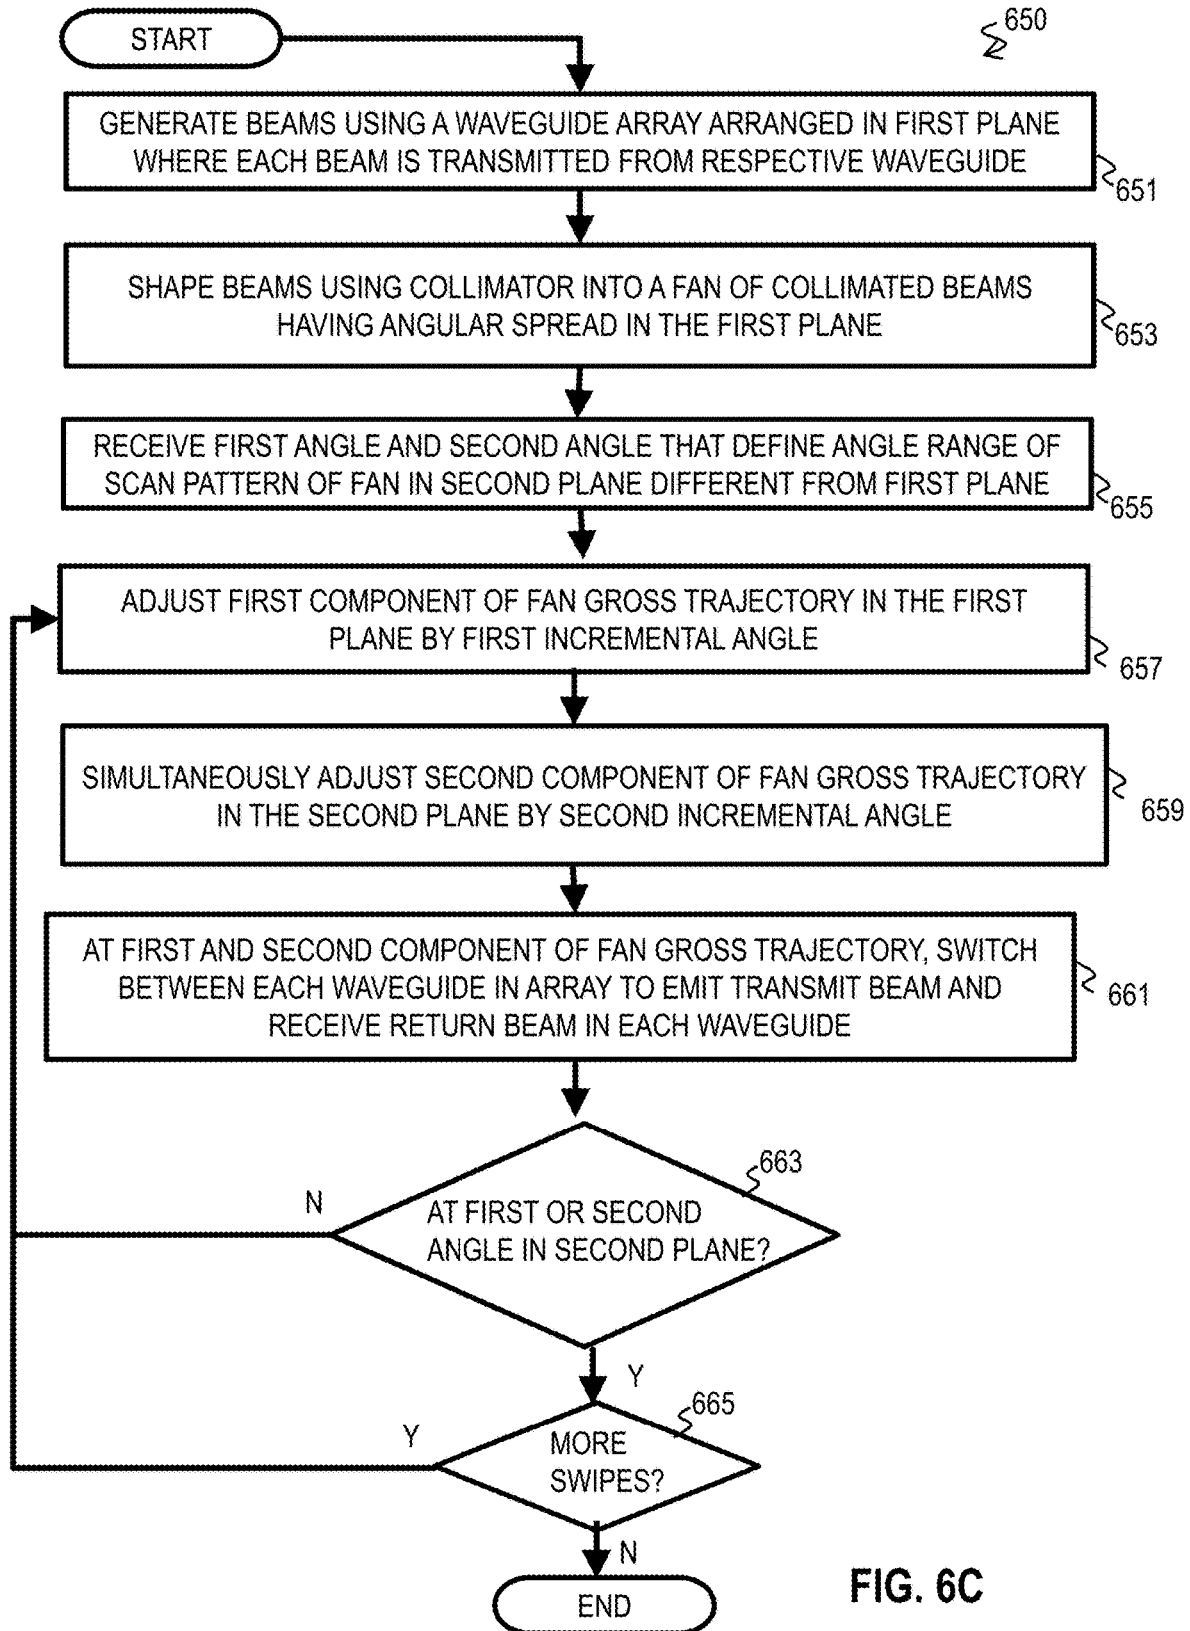 START
650
GENERATE BEAMS USING A WAVEGUIDE ARRAY ARRANGED IN FIRST PLANE
WHERE EACH BEAM IS TRANSMITTED FROM RESPECTIVE WAVEGUIDE
651
SHAPE BEAMS USING COLLIMATOR INTO A FAN OF COLLIMATED BEAMS
HAVING ANGULAR SPREAD IN THE FIRST PLANE
653
RECEIVE FIRST ANGLE AND SECOND ANGLE THAT DEFINE ANGLE RANGE OF
SCAN PATTERN OF FAN IN SECOND PLANE DIFFERENT FROM FIRST PLANE
655
ADJUST FIRST COMPONENT OF FAN GROSS TRAJECTORY IN THE FIRST
PLANE BY FIRST INCREMENTAL ANGLE
657
SIMULTANEOUSLY ADJUST SECOND COMPONENT OF FAN GROSS TRAJECTORY
IN THE SECOND PLANE BY SECOND INCREMENTAL ANGLE
659
AT FIRST AND SECOND COMPONENT OF FAN GROSS TRAJECTORY, SWITCH
BETWEEN EACH WAVEGUIDE IN ARRAY TO EMIT TRANSMIT BEAM AND
RECEIVE RETURN BEAM IN EACH WAVEGUIDE
661
663
N
AT FIRST OR SECOND
ANGLE IN SECOND PLANE?
Y
665
Y
MORE
SWIPES?
N
END
FIG. 6C